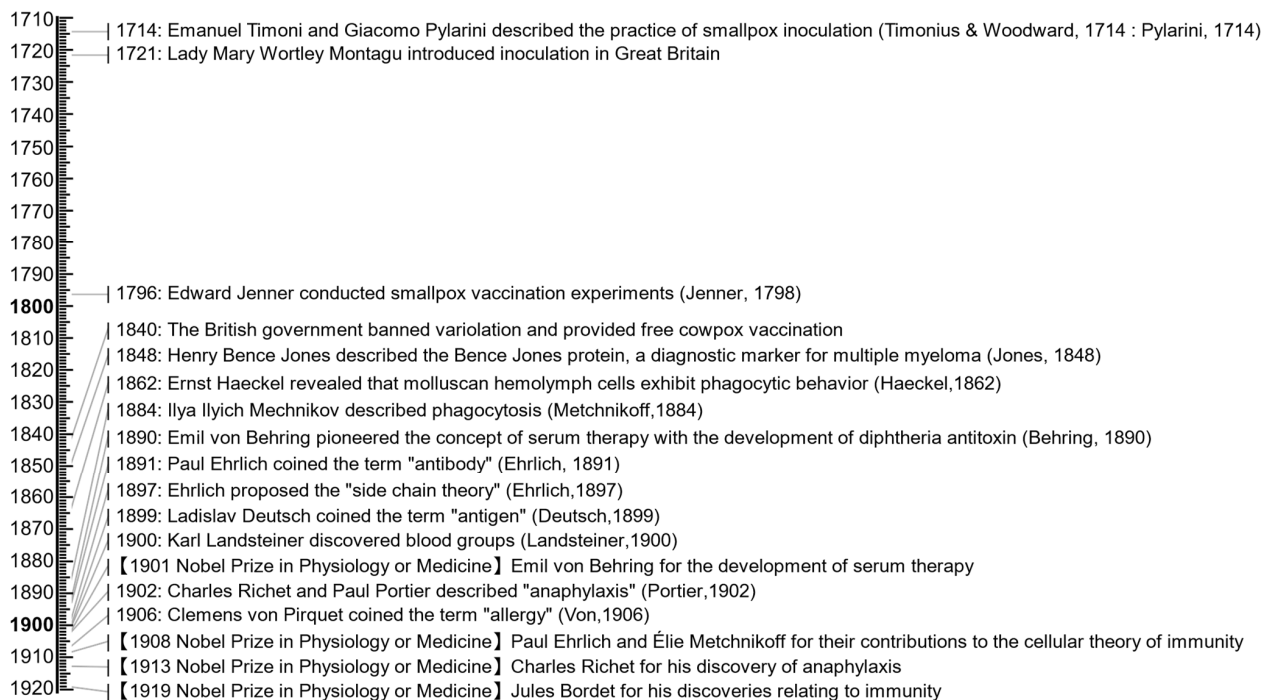 1710
1714: Emanuel Timoni and Giacomo Pylarini described the practice of smallpox inoculation (Timonius & Woodward, 1714 : Pylarini, 1714)
1720
1721: Lady Mary Wortley Montagu introduced inoculation in Great Britain
1730
1740
1750
1760
1770
1780
1790
1796: Edward Jenner conducted smallpox vaccination experiments (Jenner, 1798)
1800
1840: The British government banned variolation and provided free cowpox vaccination
1810
1848: Henry Bence Jones described the Bence Jones protein, a diagnostic marker for multiple myeloma (Jones, 1848)
1820
1862: Ernst Haeckel revealed that molluscan hemolymph cells exhibit phagocytic behavior (Haeckel,1862)
1830
1884: Ilya Ilyich Mechnikov described phagocytosis (Metchnikoff,1884)
1840
1890: Emil von Behring pioneered the concept of serum therapy with the development of diphtheria antitoxin (Behring, 1890)
1850
1891: Paul Ehrlich coined the term "antibody" (Ehrlich, 1891)
1860
1897: Ehrlich proposed the "side chain theory" (Ehrlich,1897)
1870
1899: Ladislav Deutsch coined the term "antigen" (Deutsch,1899)
1880
1900: Karl Landsteiner discovered blood groups (Landsteiner,1900)
【1901 Nobel Prize in Physiology or Medicine】Emil von Behring for the development of serum therapy
1890
1902: Charles Richet and Paul Portier described "anaphylaxis" (Portier,1902)
1900
1906: Clemens von Pirquet coined the term "allergy" (Von,1906)
【1908 Nobel Prize in Physiology or Medicine】Paul Ehrlich and Élie Metchnikoff for their contributions to the cellular theory of immunity
1910
【1913 Nobel Prize in Physiology or Medicine】Charles Richet for his discovery of anaphylaxis
1920
【1919 Nobel Prize in Physiology or Medicine】Jules Bordet for his discoveries relating to immunity